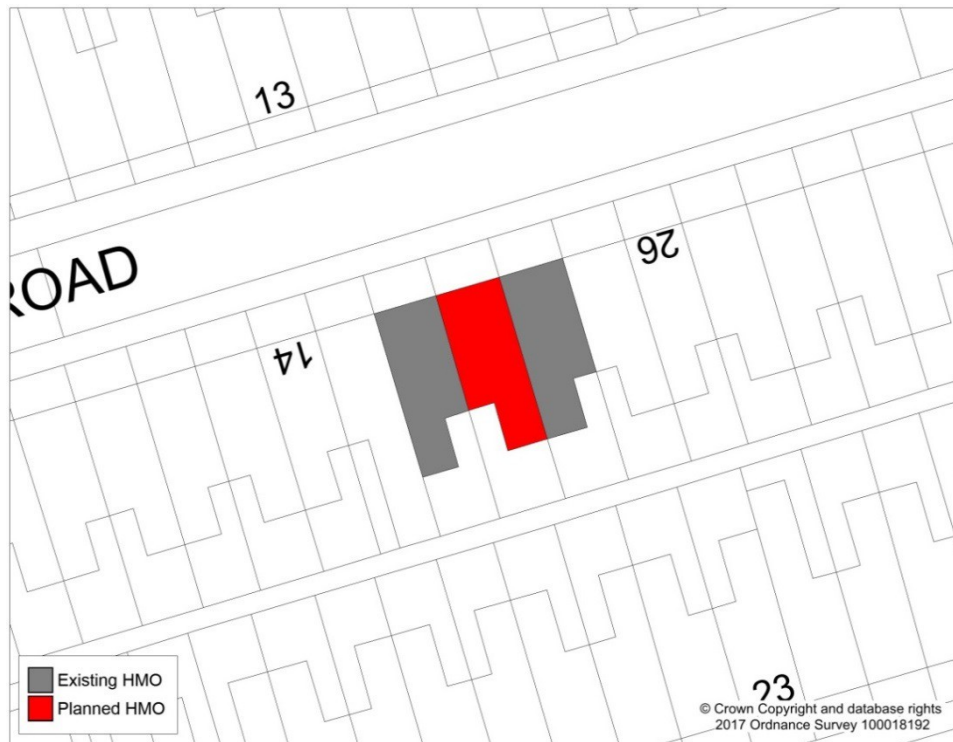 13
ROAD
26
14
Existing HMO
Planned HMO
23
© Crown Copyright and database rights
2017 Ordnance Survey 100018192